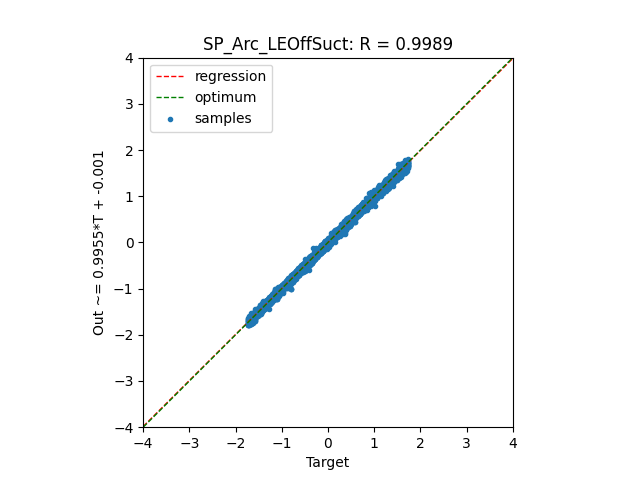 SP_Arc_LEOffSuct: R = 0.9989
regression
optimum
samples
4
3
2
1
0
−1
−2
−3
−4
Out ~= 0.9955*T + -0.001
−4 −3 −2 −1 0 1 2 3 4
Target